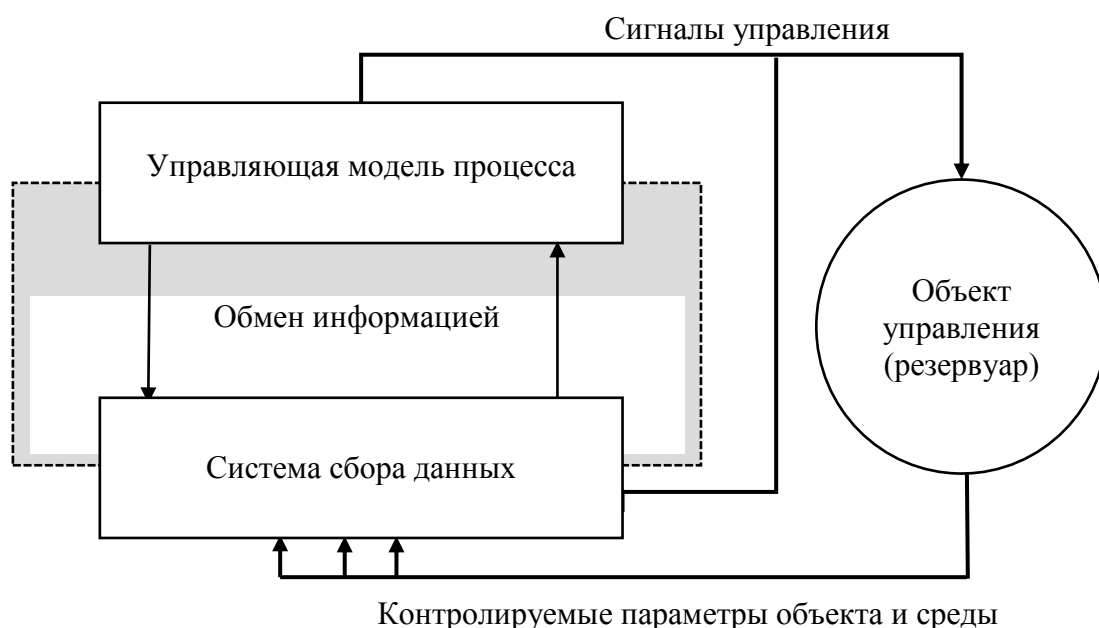 Сигналы управления
Управляющая модель процесса
Обмен информацией
Объект
управления
(резервуар)
Система сбора данных
Контролируемые параметры объекта и среды